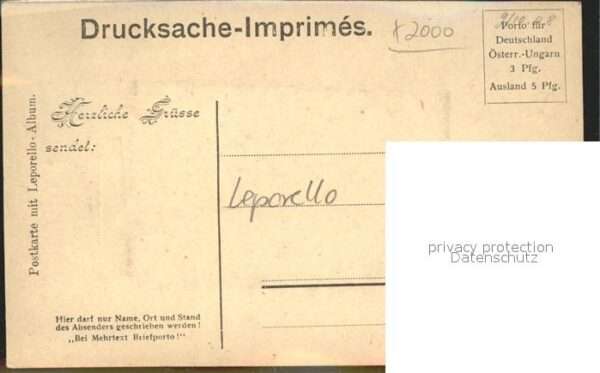 Drucksache-Imprimés.
x2000
Porto für
Deutschland
Österr.-Ungarn
3 Pfg.
Ausland 5 Pfg.
Postkarte mit Leporello-Album.
Herzliche Grüsse
sendet:
Leporello
privacy protection
Datenschutz
Hier darf nur Name, Ort und Stand
des Absenders geschrieben werden!
„Bei Mehrtext Briefporto!"